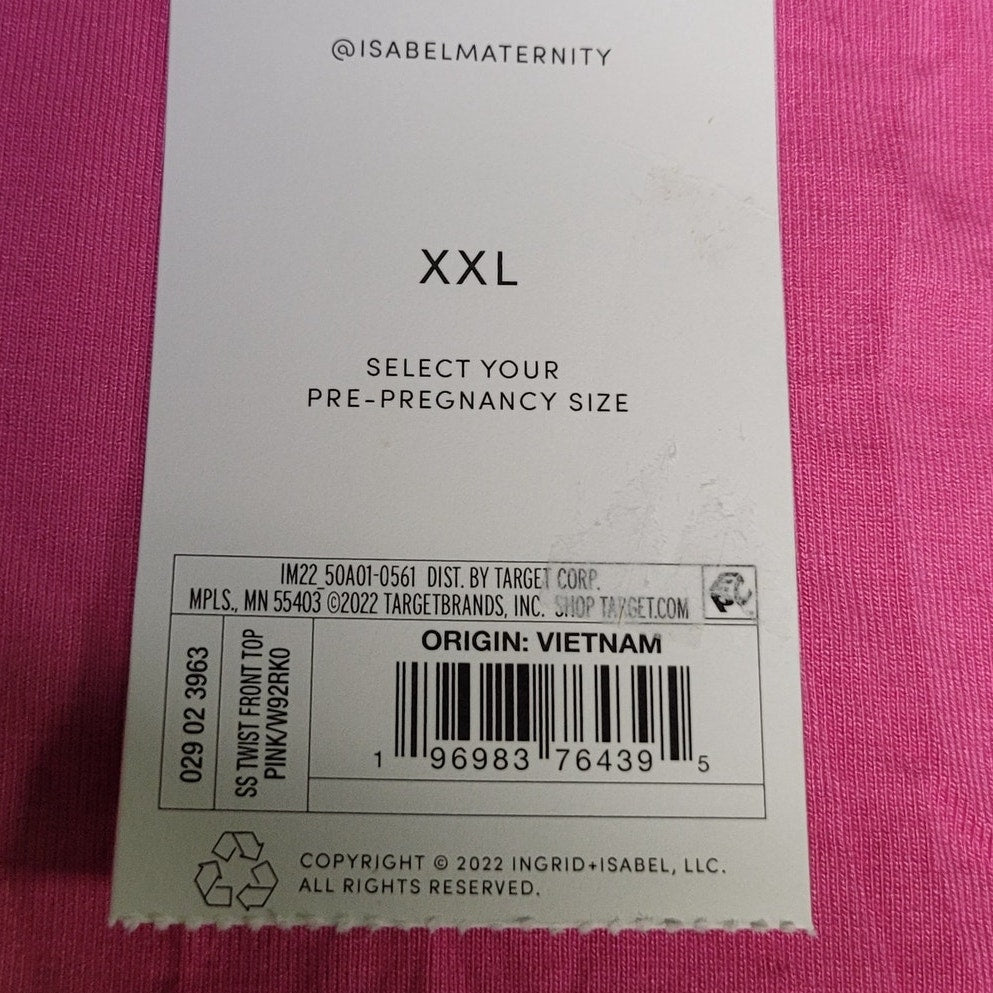 @ISABELMATERNITY
XXL
SELECT YOUR
PRE-PREGNANCY SIZE
IM22_50A01-0561 DIST. BY TARGET CORP.
MPLS., MN 55403 ©2022 TARGETBRANDS, INC. SHOP TARGET.COM
029 02 3963
SS TWIST FRONT TOP
PINK/W92RK0
ORIGIN: VIETNAM
1 96983 76439 5
COPYRIGHT © 2022 INGRID+ISABEL, LLC.
ALL RIGHTS RESERVED.